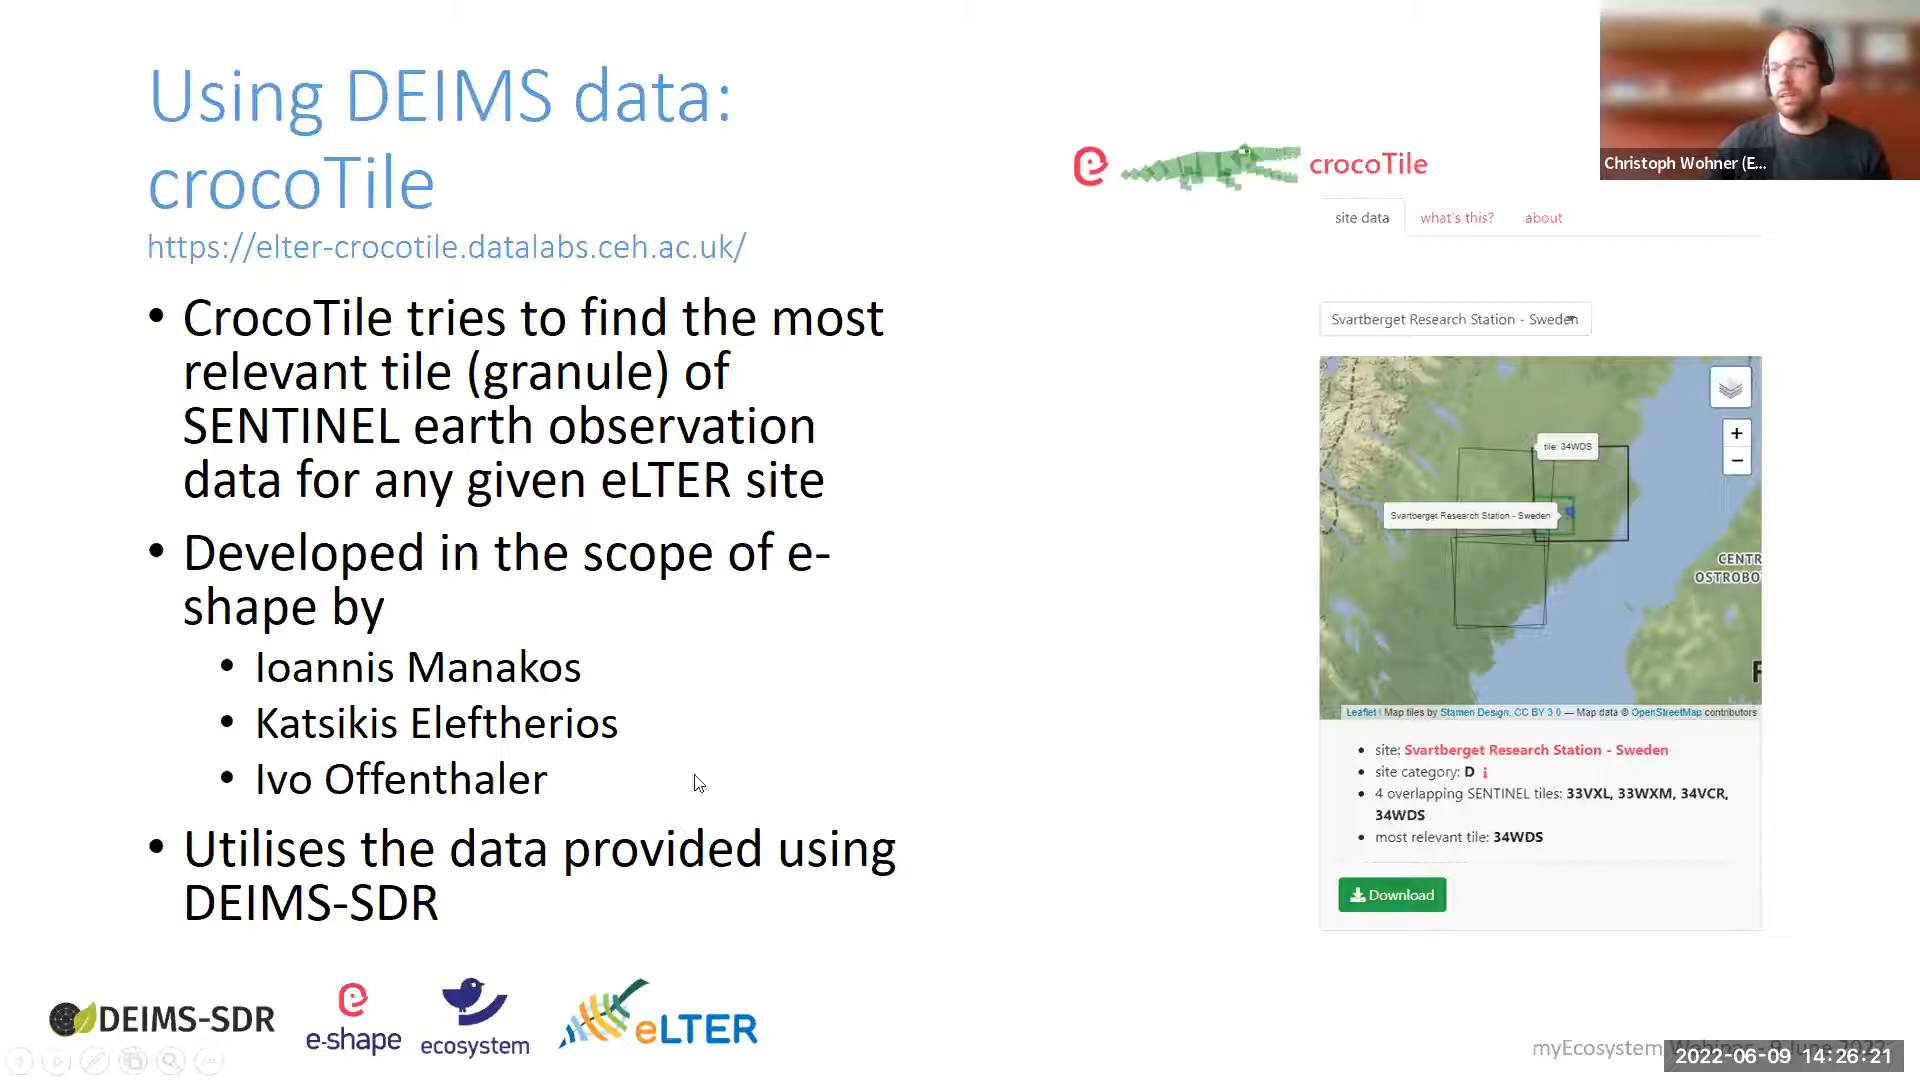 Using DEIMS data:
crocoTile
https://elter-crocotile.datalabs.ceh.ac.uk/
• CrocoTile tries to find the most
relevant tile (granule) of
SENTINEL earth observation
data for any given eLTER site
• Developed in the scope of e-
shape by
• Ioannis Manakos
• Katsikis Eleftherios
• Ivo Offenthaler
• Utilises the data provided using
DEIMS-SDR
crocoTile
site data what's this? about
Svartberget Research Station - Sweden
tile: 34WDS
Svartberget Research Station - Sweden
CENTR
OSTROBO
F
+
−
Leaflet | Map tiles by Stamen Design, CC BY 3.0 — Map data © OpenStreetMap contributors
• site: Svartberget Research Station - Sweden
• site category: D i
• 4 overlapping SENTINEL tiles: 33VXL, 33WXM, 34VCR,
34WDS
• most relevant tile: 34WDS
Download
Christoph Wohner (E...
DEIMS-SDR
e-shape
ecosystem
eLTER
myEcosystem Webinar - 9 June 2022
2022-06-09 14:26:21